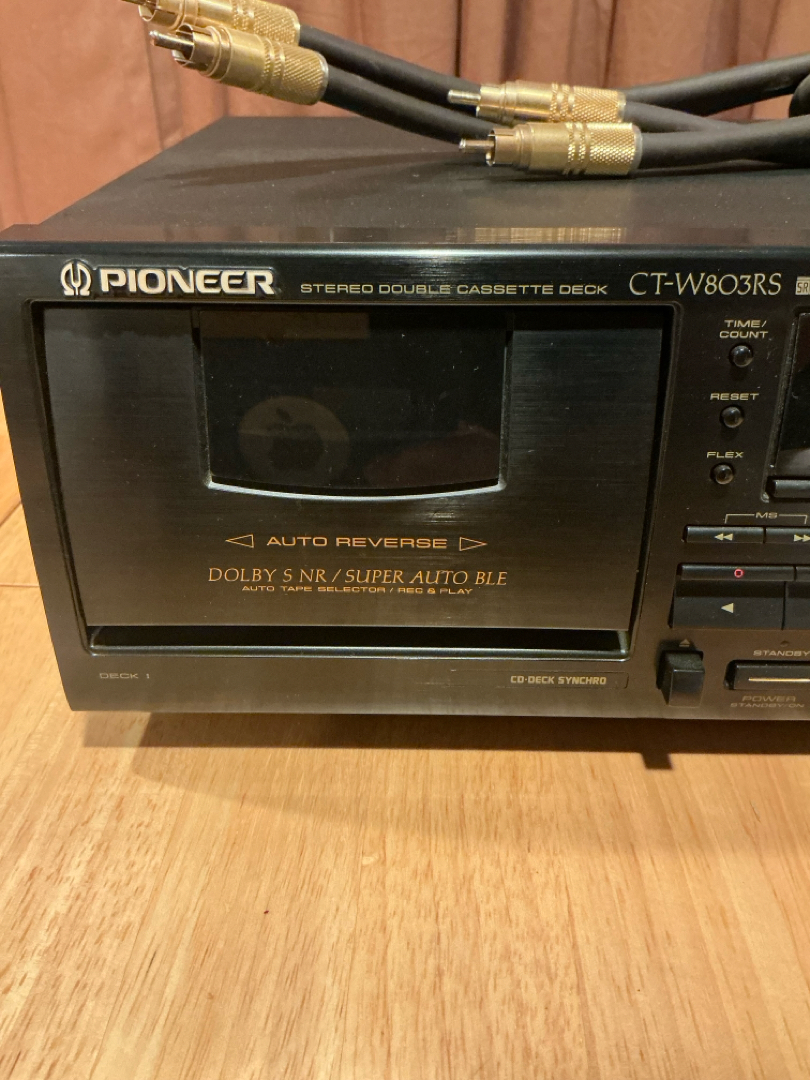 PIONEER
STEREO DOUBLE CASSETTE DECK
CT-W803RS
SR
TIME/
COUNT
RESET
FLEX
MS
AUTO REVERSE
DOLBY S NR / SUPER AUTO BLE
AUTO TAPE SELECTOR / REC & PLAY
DECK I
CD·DECK SYNCHRO
STANDBY
POWER
STANDBY/ON